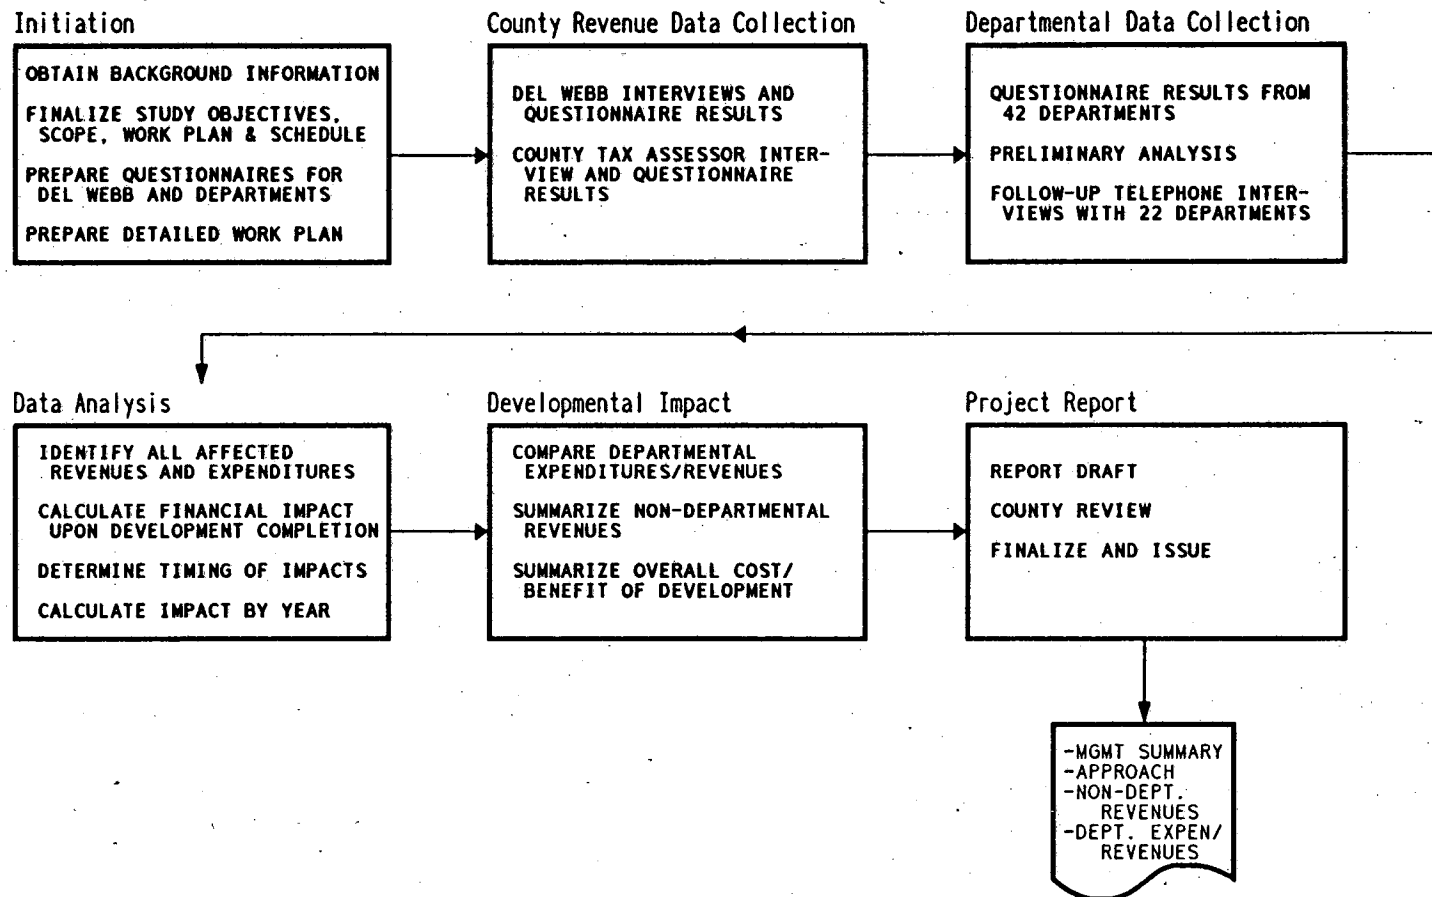 Initiation
OBTAIN BACKGROUND INFORMATION
FINALIZE STUDY OBJECTIVES,
SCOPE, WORK PLAN & SCHEDULE
PREPARE QUESTIONNAIRES FOR
DEL WEBB AND DEPARTMENTS
PREPARE DETAILED WORK PLAN
County Revenue Data Collection
DEL WEBB INTERVIEWS AND
QUESTIONNAIRE RESULTS
COUNTY TAX ASSESSOR INTER-
VIEW AND QUESTIONNAIRE
RESULTS
Departmental Data Collection
QUESTIONNAIRE RESULTS FROM
42 DEPARTMENTS
PRELIMINARY ANALYSIS
FOLLOW-UP TELEPHONE INTER-
VIEWS WITH 22 DEPARTMENTS
Data Analysis
IDENTIFY ALL AFFECTED
REVENUES AND EXPENDITURES
CALCULATE FINANCIAL IMPACT
UPON DEVELOPMENT COMPLETION
DETERMINE TIMING OF IMPACTS
CALCULATE IMPACT BY YEAR
Developmental Impact
COMPARE DEPARTMENTAL
EXPENDITURES/REVENUES
SUMMARIZE NON-DEPARTMENTAL
REVENUES
SUMMARIZE OVERALL COST/
BENEFIT OF DEVELOPMENT
Project Report
REPORT DRAFT
COUNTY REVIEW
FINALIZE AND ISSUE
-MGMT SUMMARY
-APPROACH
-NON-DEPT.
REVENUES
-DEPT. EXPEN/
REVENUES